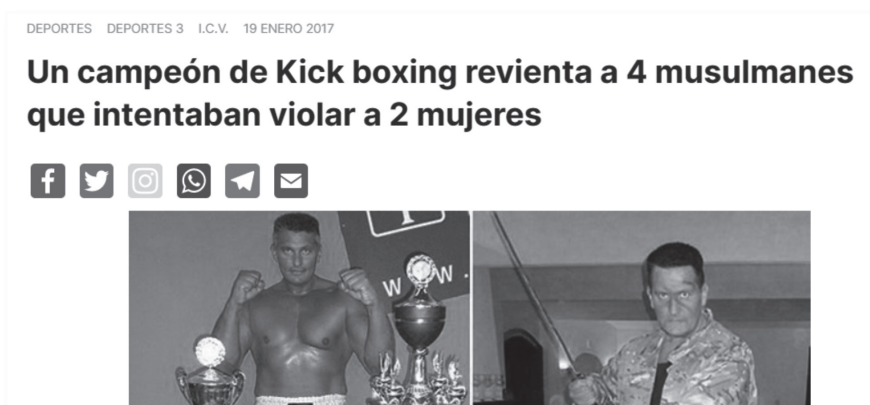 DEPORTES DEPORTES 3 I.C.V. 19 ENERO 2017
Un campeón de Kick boxing revienta a 4 musulmanes
que intentaban violar a 2 mujeres
W W .